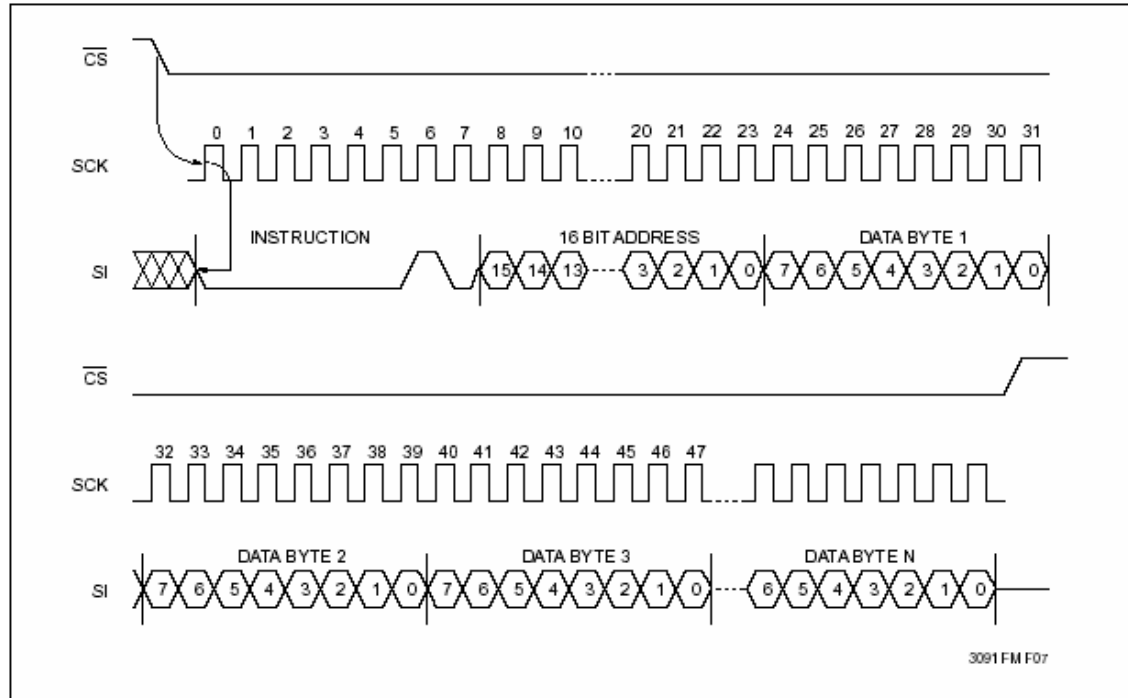 CS
0 1 2 3 4 5 6 7 8 9 10 20 21 22 23 24 25 26 27 28 29 30 31
SCK
INSTRUCTION 16 BIT ADDRESS DATA BYTE 1
SI 15 14 13 3 2 1 0 7 6 5 4 3 2 1 0
CS
32 33 34 35 36 37 38 39 40 41 42 43 44 45 46 47
SCK
DATA BYTE 2 DATA BYTE 3 DATA BYTE N
SI 7 6 5 4 3 2 1 0 7 6 5 4 3 2 1 0 6 5 4 3 2 1 0
3091 FM F07